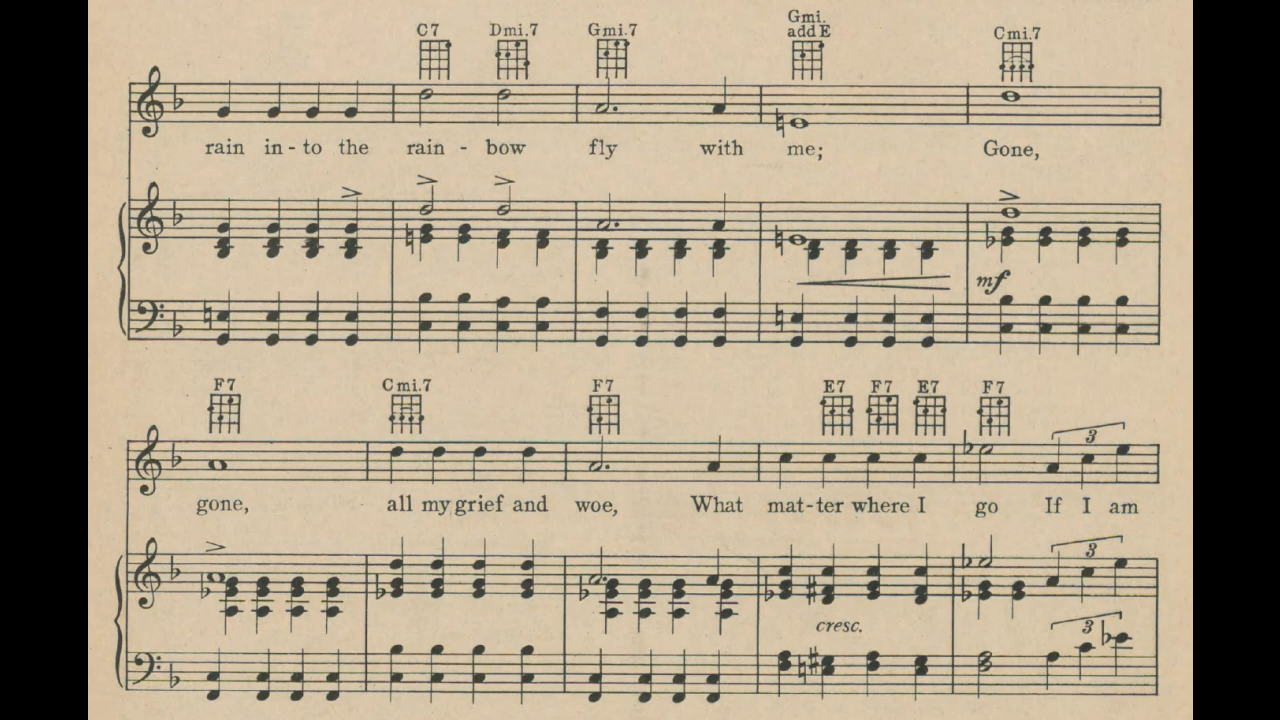 C7 Dmi.7 Gmi.7 Gmi. add E Cmi.7
rain in-to the rain - bow fly with me; Gone,
mf
F7 Cmi.7 F7 E7 F7 E7 F7
3
gone, all my grief and woe, What mat-ter where I go If I am
3
cresc.
3